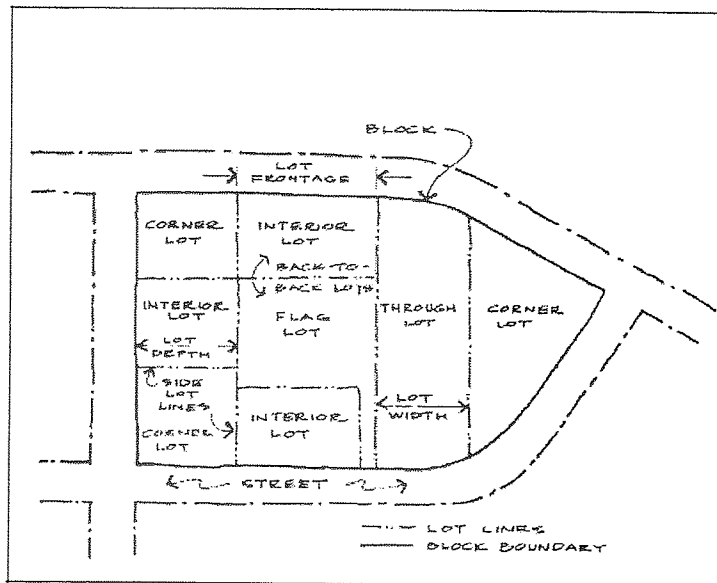 BLOCK
LOT
FRONTAGE
CORNER
LOT
INTERIOR
LOT
BACK TO-
BACK LOTS
INTERIOR
LOT
FLAG
LOT
THROUGH
LOT
CORNER
LOT
LOT
DEPTH
SIDE
LOT
LINES
LOT
WIDTH
CORNER
LOT
INTERIOR
LOT
STREET
LOT LINES
BLOCK BOUNDARY